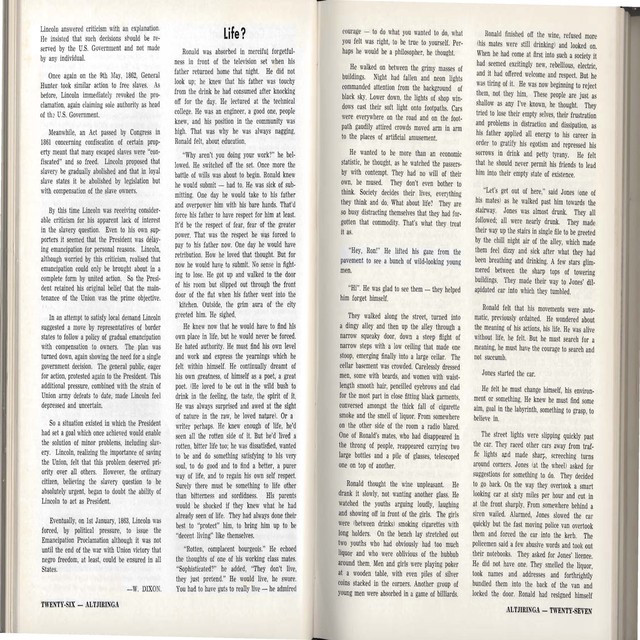 Lincoln answered criticism with an explanation.
He insisted that such decisions should be re-
served by the U.S. Government and not made
by any individual.
Once again on the 9th May, 1862, General
Hunter took similar action to free slaves. As
before, Lincoln immediately revoked the pro-
clamation, again claiming sole authority as head
of the U.S. Government.
Meanwhile, an Act passed by Congress in
1861 concerning confiscation of certain prop-
erty meant that many escaped slaves were "con-
fiscated" and so freed. Lincoln proposed that
slavery be gradually abolished and that in loyal
slave states it be abolished by legislation but
with compensation of the slave owners.
By this time Lincoln was receiving consider-
able criticism for his apparent lack of interest
in the slavery question. Even to his own sup-
porters it seemed that the President was delay-
ing emancipation for personal reasons. Lincoln,
although worried by this criticism, realised that
emancipation could only be brought about in a
complete form by united action. So the Presi-
dent retained his original belief that the main-
tenance of the Union was the prime objective.
In an attempt to satisfy local demand Lincoln
suggested a move by representatives of border
states to follow a policy of gradual emancipation
with compensation to owners. The plan was
turned down, again showing the need for a single
government decision. The general public, eager
for action, protested again to the President. This
additional pressure, combined with the strain of
Union army defeats to date, made Lincoln feel
depressed and uncertain.
So a situation existed in which the President
had set a goal which once achieved would enable
the solution of minor problems, including slav-
ery. Lincoln, realizing the importance of saving
the Union, felt that this problem deserved pri-
ority over all others. However, the ordinary
citizen, believing the slavery question to be
absolutely urgent, began to doubt the ability of
Lincoln to act as President.
Eventually, on 1st January, 1863, Lincoln was
forced, by political pressure, to issue the
Emancipation Proclamation although it was not
until the end of the war with Union victory that
negro freedom, at least, could be ensured in all
States.
—W. DIXON.
TWENTY-SIX — ALTJIRINGA
Life?
Ronald was absorbed in merciful forgetful-
ness in front of the television set when his
father returned home that night. He did not
look up; he knew that his father was touchy
from the drink he had consumed after knocking
off for the day. He lectured at the technical
college. He was an engineer, a good one, people
knew, and his position in the community was
high. That was why he was always nagging,
Ronald felt, about education.
"Why aren't you doing your work?" he bel-
lowed. He switched off the set. Once more the
battle of wills was about to begin. Ronald knew
he would submit — had to. He was sick of sub-
mitting. One day he would take to his father
and overpower him with his bare hands. That'd
force his father to have respect for him at least.
It'd be the respect of fear, fear of the greater
power. That was the respect he was forced to
pay to his father now. One day he would have
retribution. How he loved that thought. But for
now he would have to submit. No sense in fight-
ing to lose. He got up and walked to the door
of his room but slipped out through the front
door of the flat when his father went into the
kitchen. Outside, the grim aura of the city
greeted him. He sighed.
He knew now that he would have to find his
own place in life, but he would never be forced.
He hated authority. He must find his own level
and work and express the yearnings which he
felt within himself. He continually dreamt of
his own greatness, of himself as a poet, a great
poet. He loved to be out in the wild bush to
drink in the feeling, the taste, the spirit of it.
He was always surprised and awed at the sight
of nature in the raw, he loved nature! Or a
writer perhaps. He knew enough of life, he'd
seen all the rotten side of it. But he'd lived a
rotten, bitter life too; he was dissatisfied, wanted
to be and do something satisfying to his very
soul, to do good and to find a better, a purer
way of life, and to regain his own self respect.
Surely there must be something to life other
than bitterness and sordidness. His parents
would be shocked if they knew what he had
already seen of life. They had always done their
best to "protect" him, to bring him up to be
"decent living" like themselves.
"Rotten, complacent bourgeois." He echoed
the thoughts of one of his working class mates.
"Sophisticated?" he added, "They don't live,
they just pretend." He would live, he swore.
You had to have guts to really live — he admired
courage — to do what you wanted to do, what
you felt was right, to be true to yourself. Per-
haps he would be a philosopher, he thought.
He walked on between the grimy masses of
buildings. Night had fallen and neon lights
commanded attention from the background of
black sky. Lower down, the lights of shop win-
dows cast their soft light onto footpaths. Cars
were everywhere on the road and on the foot-
path gaudily attired crowds moved arm in arm
to the places of artificial amusement.
He wanted to be more than an economic
statistic, he thought, as he watched the passers-
by with contempt. They had no will of their
own, he mused. They don't even bother to
think. Society decides their lives, everything
they think and do. What about life? They are
so busy distracting themselves that they had for-
gotten that commodity. That's what they treat
it as.
"Hey, Ron!" He lifted his gaze from the
pavement to see a bunch of wild-looking young
men.
"Hi". He was glad to see them — they helped
him forget himself.
They walked along the street, turned into
a dingy alley and then up the alley through a
narrow squeaky door, down a steep flight of
narrow steps with a low ceiling that made one
stoop, emerging finally into a large cellar. The
cellar basement was crowded. Carelessly dressed
men, some with beards, and women with waist-
length smooth hair, pencilled eyebrows and clad
for the most part in close fitting black garments,
conversed amongst the thick fall of cigarette
smoke and the smell of liquor. From somewhere
on the other side of the room a radio blared.
One of Ronald's mates, who had disappeared in
the throng of people, reappeared carrying two
large bottles and a pile of glasses, telescoped
one on top of another.
Ronald thought the wine unpleasant. He
drank it slowly, not wanting another glass. He
watched the youths arguing loudly, laughing
and showing off in front of the girls. The girls
were (between drinks) smoking cigarettes with
long holders. On the beach lay stretched out
two youths who had obviously had too much
liquor and who were oblivious of the hubbub
around them. Men and girls were playing poker
at a wooden table, with even piles of silver
coins stacked in the corners. Another group of
young men were absorbed in a game of billiards.
Ronald finished off the wine, refused more
(his mates were still drinking) and looked on.
When he had come at first into such a society it
had seemed excitingly new, rebellious, electric,
and it had offered welcome and respect. But he
was tiring of it. He was now beginning to reject
them, not they him. These people are just as
shallow as any I've known, he thought. They
tried to lose their empty selves, their frustration
and problems in distraction and dissipation, as
his father applied all energy to his career in
order to gratify his egotism and repressed his
sorrows in drink and petty tyranny. He felt
that he should never permit his friends to lead
him into their empty state of existence.
"Let's get out of here," said Jones (one of
his mates) as he walked past him towards the
stairway. Jones was almost drunk. They all
followed; all were nearly drunk. They made
their way up the stairs in single file to be greeted
by the chill night air of the alley, which made
them feel dizzy and sick after what they had
been breathing and drinking. A few stars glim-
mered between the sharp tops of towering
buildings. They made their way to Jones' dil-
apidated car into which they tumbled.
Ronald felt that his movements were auto-
matic, previously ordained. He wondered about
the meaning of his actions, his life. He was alive
without life, he felt. But he must search for a
meaning, he must have the courage to search and
not succumb.
Jones started the car.
He felt he must change himself, his environ-
ment or something. He knew he must find some
aim, goal in the labyrinth, something to grasp, to
believe in.
The street lights were slipping quickly past
the car. They raced other cars away from traf-
fic lights and made sharp, screeching turns
around corners. Jones (at the wheel) asked for
suggestions for something to do. They decided
to go back. On the way they overtook a smart
looking car at sixty miles per hour and cut in
at the front sharply. From somewhere behind a
siren wailed. Alarmed, Jones slowed the car
quickly but the fast moving police van overtook
them and forced the car into the kerb. The
policemen said a few abusive words and took out
their notebooks. They asked for Jones' licence.
He did not have one. They smelled the liquor,
took names and addresses and forthrightly
bundled them into the back of the van and
locked the door. Ronald had resigned himself
ALTJIRINGA — TWENTY-SEVEN